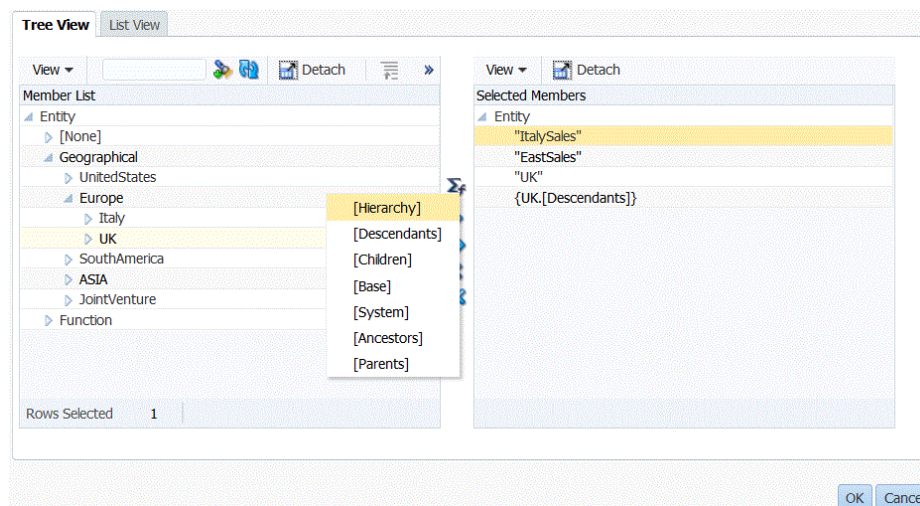 Tree View List View
View Detach » View Detach
Member List
Entity
[None]
Geographical
UnitedStates
Europe
Italy
UK
SouthAmerica
ASIA
JointVenture
Function
Rows Selected 1
[Hierarchy]
[Descendants]
[Children]
[Base]
[System]
[Ancestors]
[Parents]
Selected Members
Entity
"ItalySales"
"EastSales"
"UK"
{UK.[Descendants]}
OK Cance